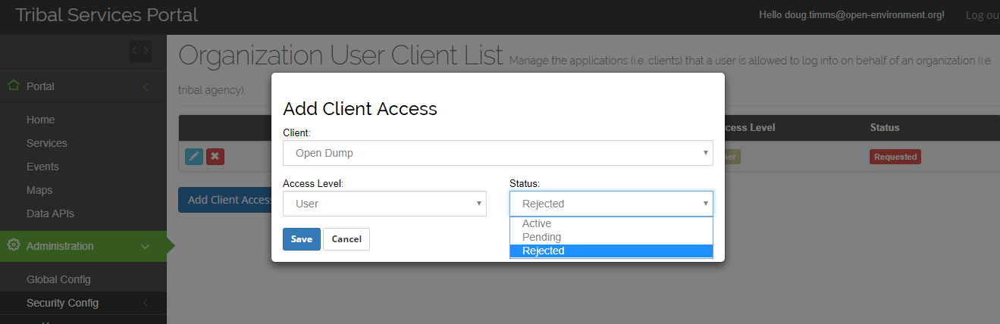 Tribal Services Portal
Hello doug.timms@open-environment.org!
Log ou
Organization User Client List Manage the applications (i.e. clients) that a user is allowed to log into on behalf of an organization (i.e.
tribal agency).
Portal
Home
Services
Events
Maps
Data APIs
Administration
Global Config
Security Config
cess Level
Status
er
Requested
Add Client Access
Add Client Access
Client:
Open Dump
Access Level:
Status:
User
Rejected
Active
Pending
Rejected
Save
Cancel